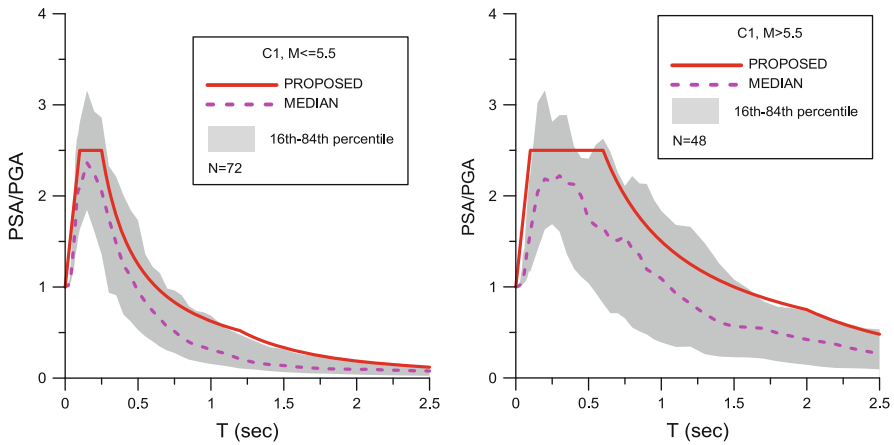 C1, M<=5.5
PROPOSED
MEDIAN
16th-84th percentile
N=72
PSA/PGA
4
3
2
1
0
0 0.5 1 1.5 2 2.5
T (sec)
C1, M>5.5
PROPOSED
MEDIAN
16th-84th percentile
N=48
PSA/PGA
4
3
2
1
0
0 0.5 1 1.5 2 2.5
T (sec)